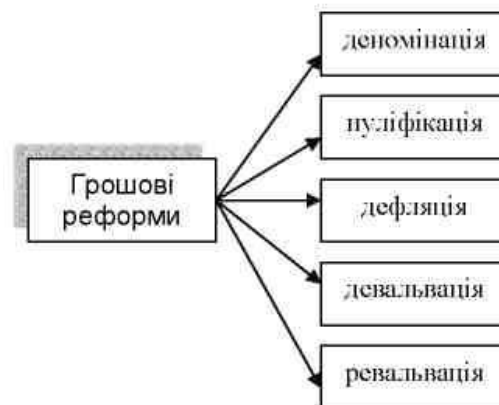 Грошові
реформи
деномінація
нуліфікація
дефляція
девальвація
ревальвація